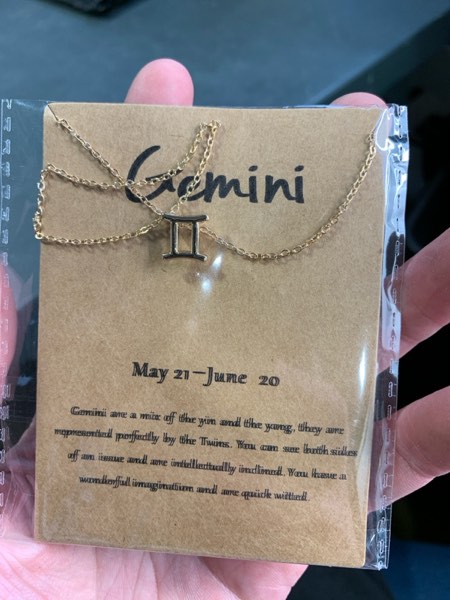 Gemini
May 21-June 20
Gemini are a mix of the yin and the yang, they are
represented perfectly by the Twins. You can see both sides
of an issue and are intellectually inclined. You have a
wonderful imagination and are quick witted.